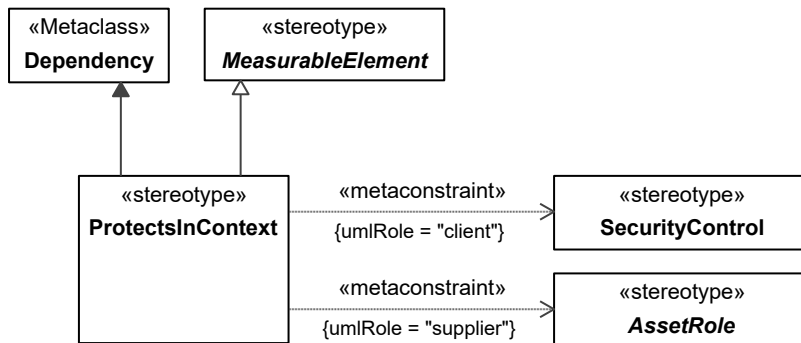 «Metaclass»
Dependency
«stereotype»
MeasurableElement
«stereotype»
ProtectsInContext
«metaconstraint»
{umlRole = "client"}
«stereotype»
SecurityControl
«metaconstraint»
{umlRole = "supplier"}
«stereotype»
AssetRole